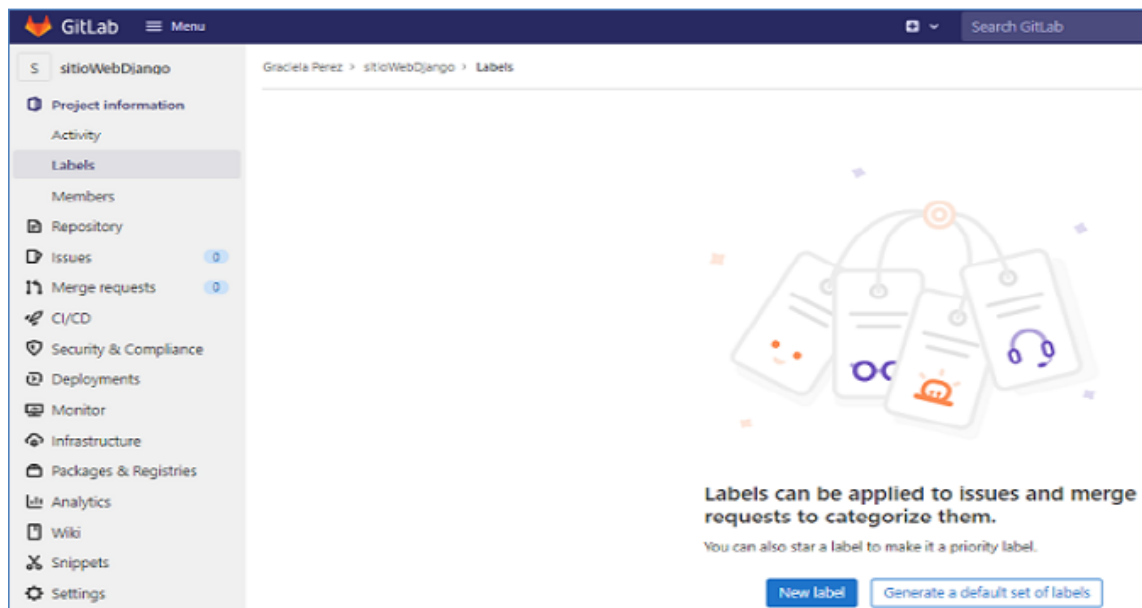 GitLab Menu Search GitLab
S sitioWebDjango
Graciela Perez > sitioWebDjango > Labels
Project information
Activity
Labels
Members
Repository
Issues 0
Merge requests 0
CI/CD
Security & Compliance
Deployments
Monitor
Infrastructure
Packages & Registries
Analytics
Wiki
Snippets
Settings
Labels can be applied to issues and merge
requests to categorize them.
You can also star a label to make it a priority label.
New label Generate a default set of labels